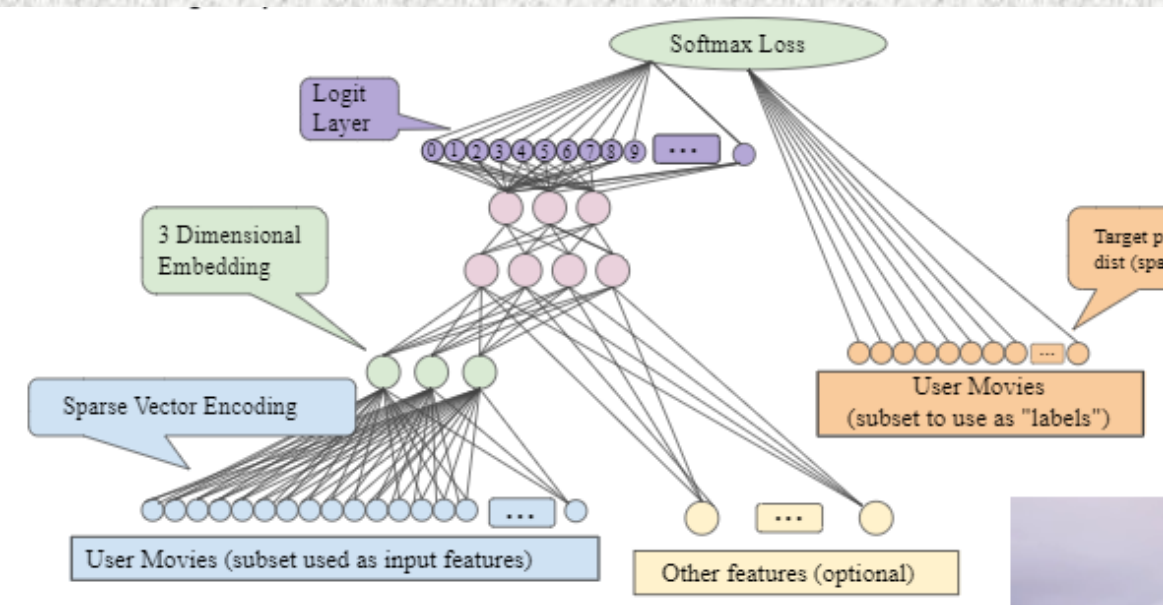 Softmax Loss
Logit
Layer
0 1 2 3 4 5 6 7 8 9 ...
3 Dimensional
Embedding
Target
dist
...
Sparse Vector Encoding
User Movies
(subset to use as "labels")
...
...
User Movies (subset used as input features)
Other features (optional)